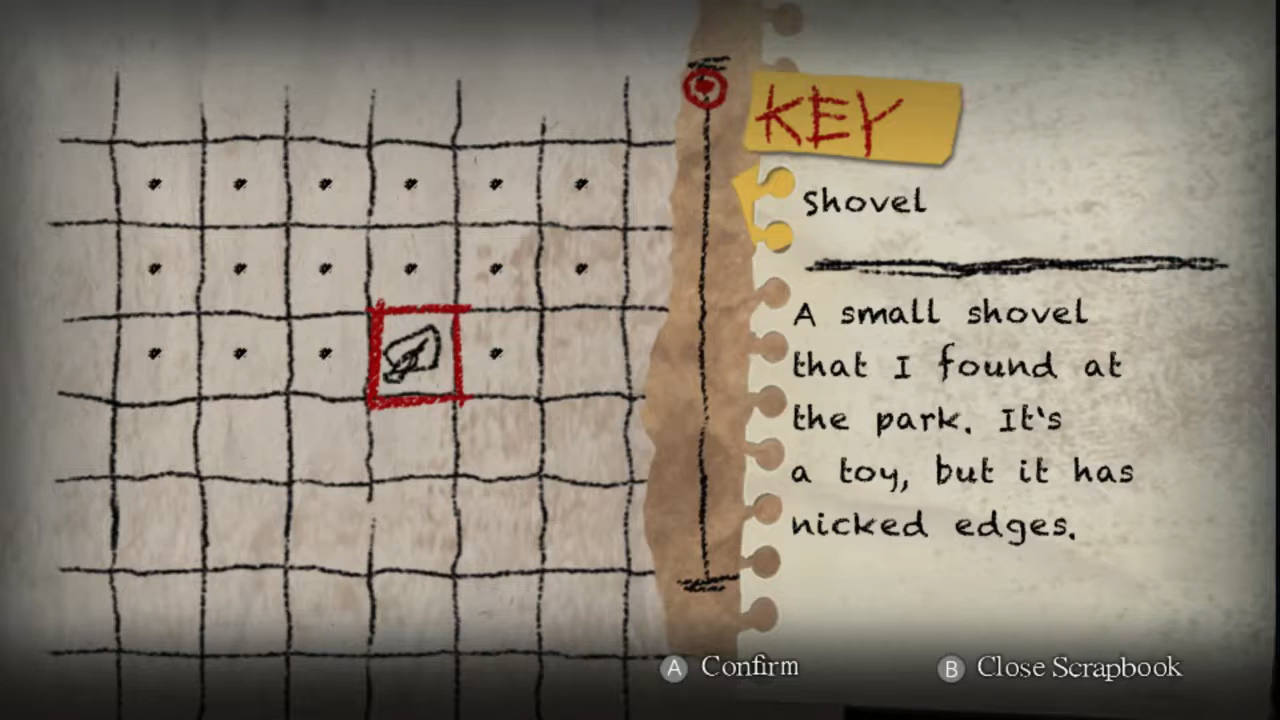 KEY
Shovel
A small shovel
that I found at
the park. It's
a toy, but it has
nicked edges.
A Confirm
B Close Scrapbook